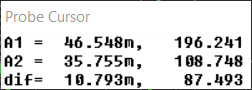 Probe Cursor
A1 = 46.548m, 196.241
A2 = 35.755m, 108.748
dif= 10.793m, 87.493